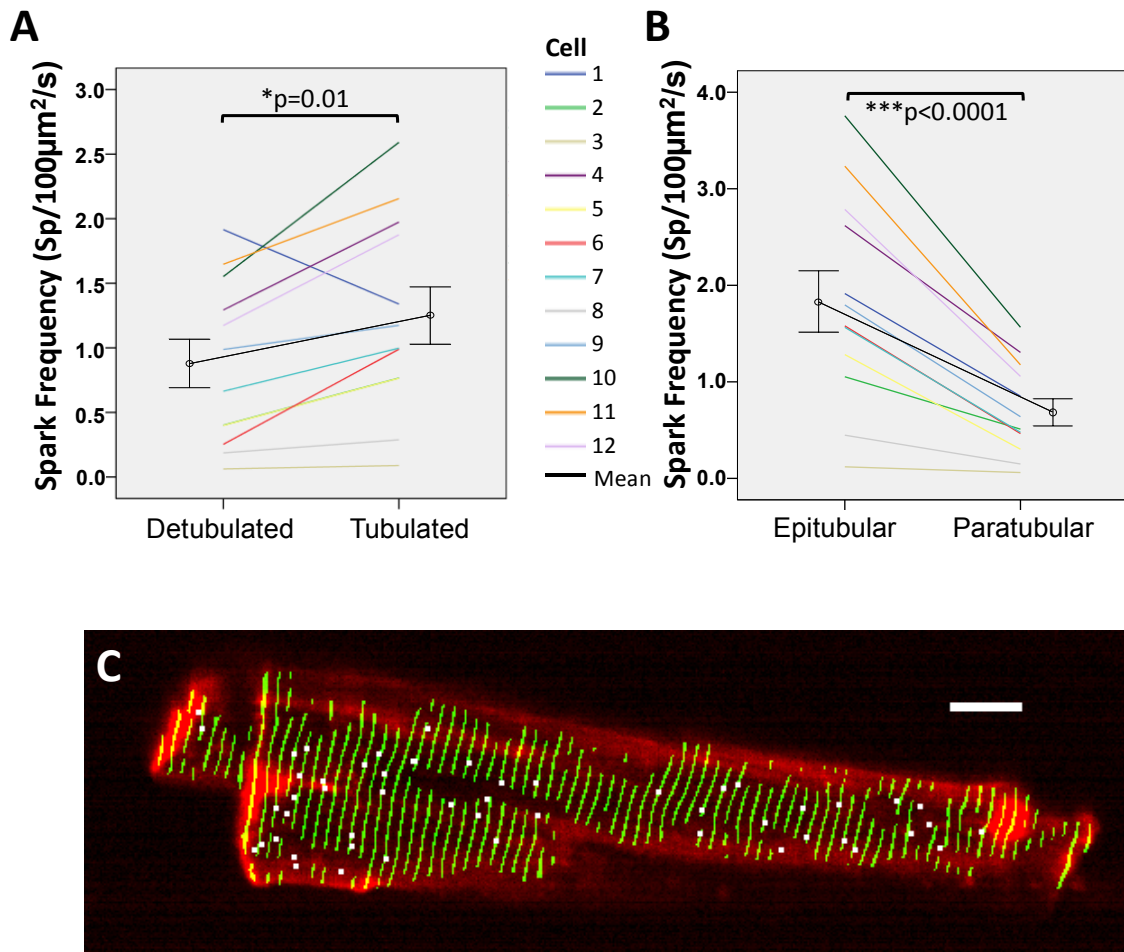 A
Spark Frequency (Sp/100µm²/s)
3.0
2.5
2.0
1.5
1.0
0.5
0.0
*p=0.01
Detubulated Tubulated
Cell
1
2
3
4
5
6
7
8
9
10
11
12
Mean
B
Spark Frequency (Sp/100µm²/s)
4.0
3.0
2.0
1.0
0.0
***p<0.0001
Epitubular Paratubular
C